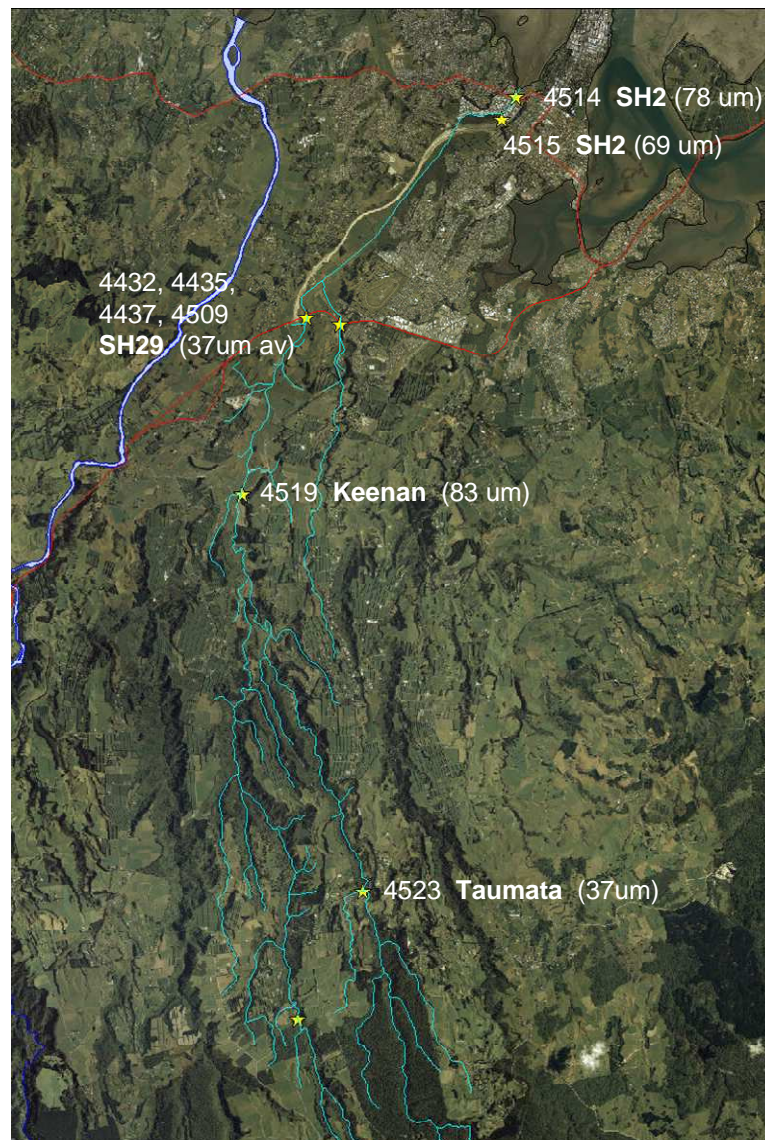 4514 SH2 (78 um)
4515 SH2 (69 um)
4432, 4435,
4437, 4509
SH29 (37um av)
4519 Keenan (83 um)
4523 Taumata (37um)